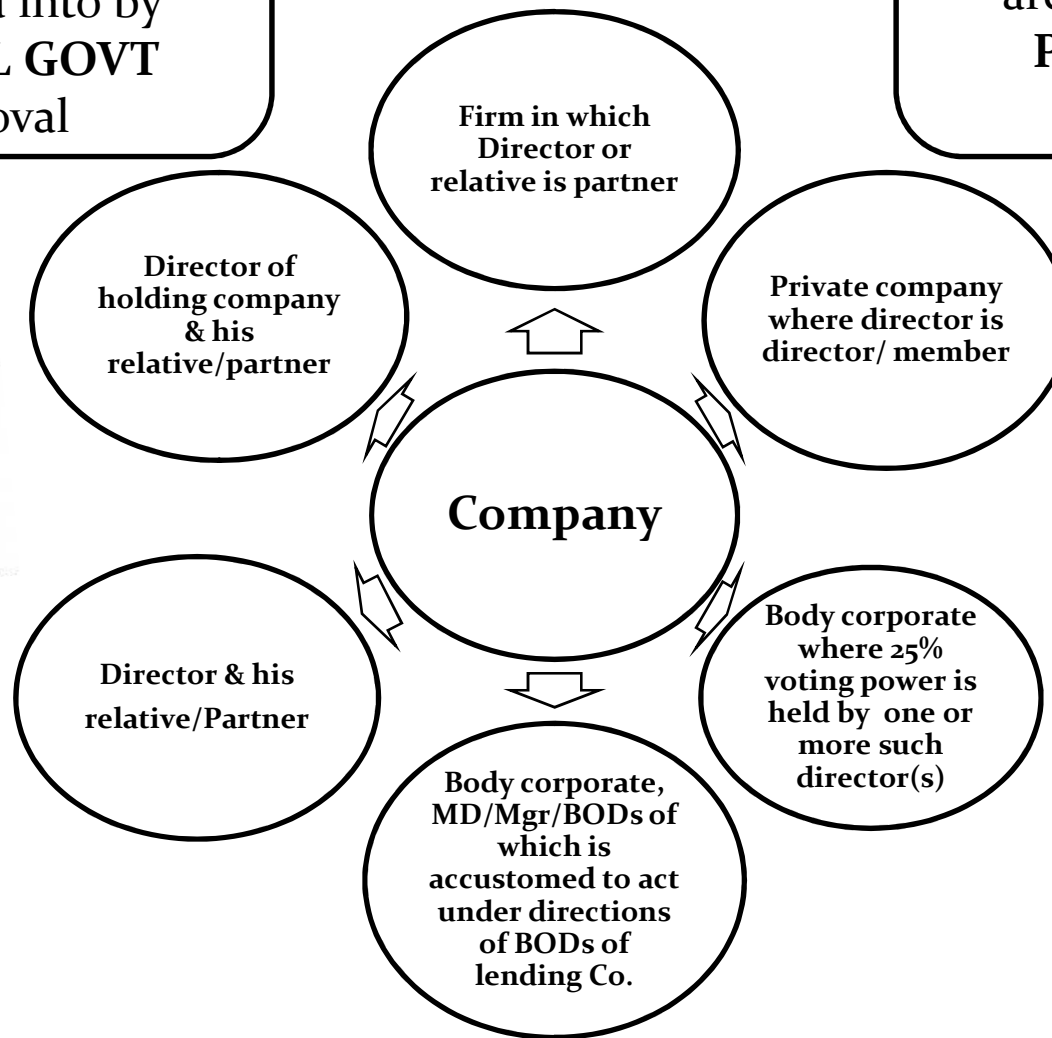 into by
GOVT
Firm in which
Director or
relative is partner
Director of
holding company
& his
relative/partner
Private company
where director is
director/ member
Company
Director & his
relative/Partner
Body corporate
where 25%
voting power is
held by one or
more such
director(s)
Body corporate,
MD/Mgr/BODs of
which is
accustomed to act
under directions
of BODs of
lending Co.